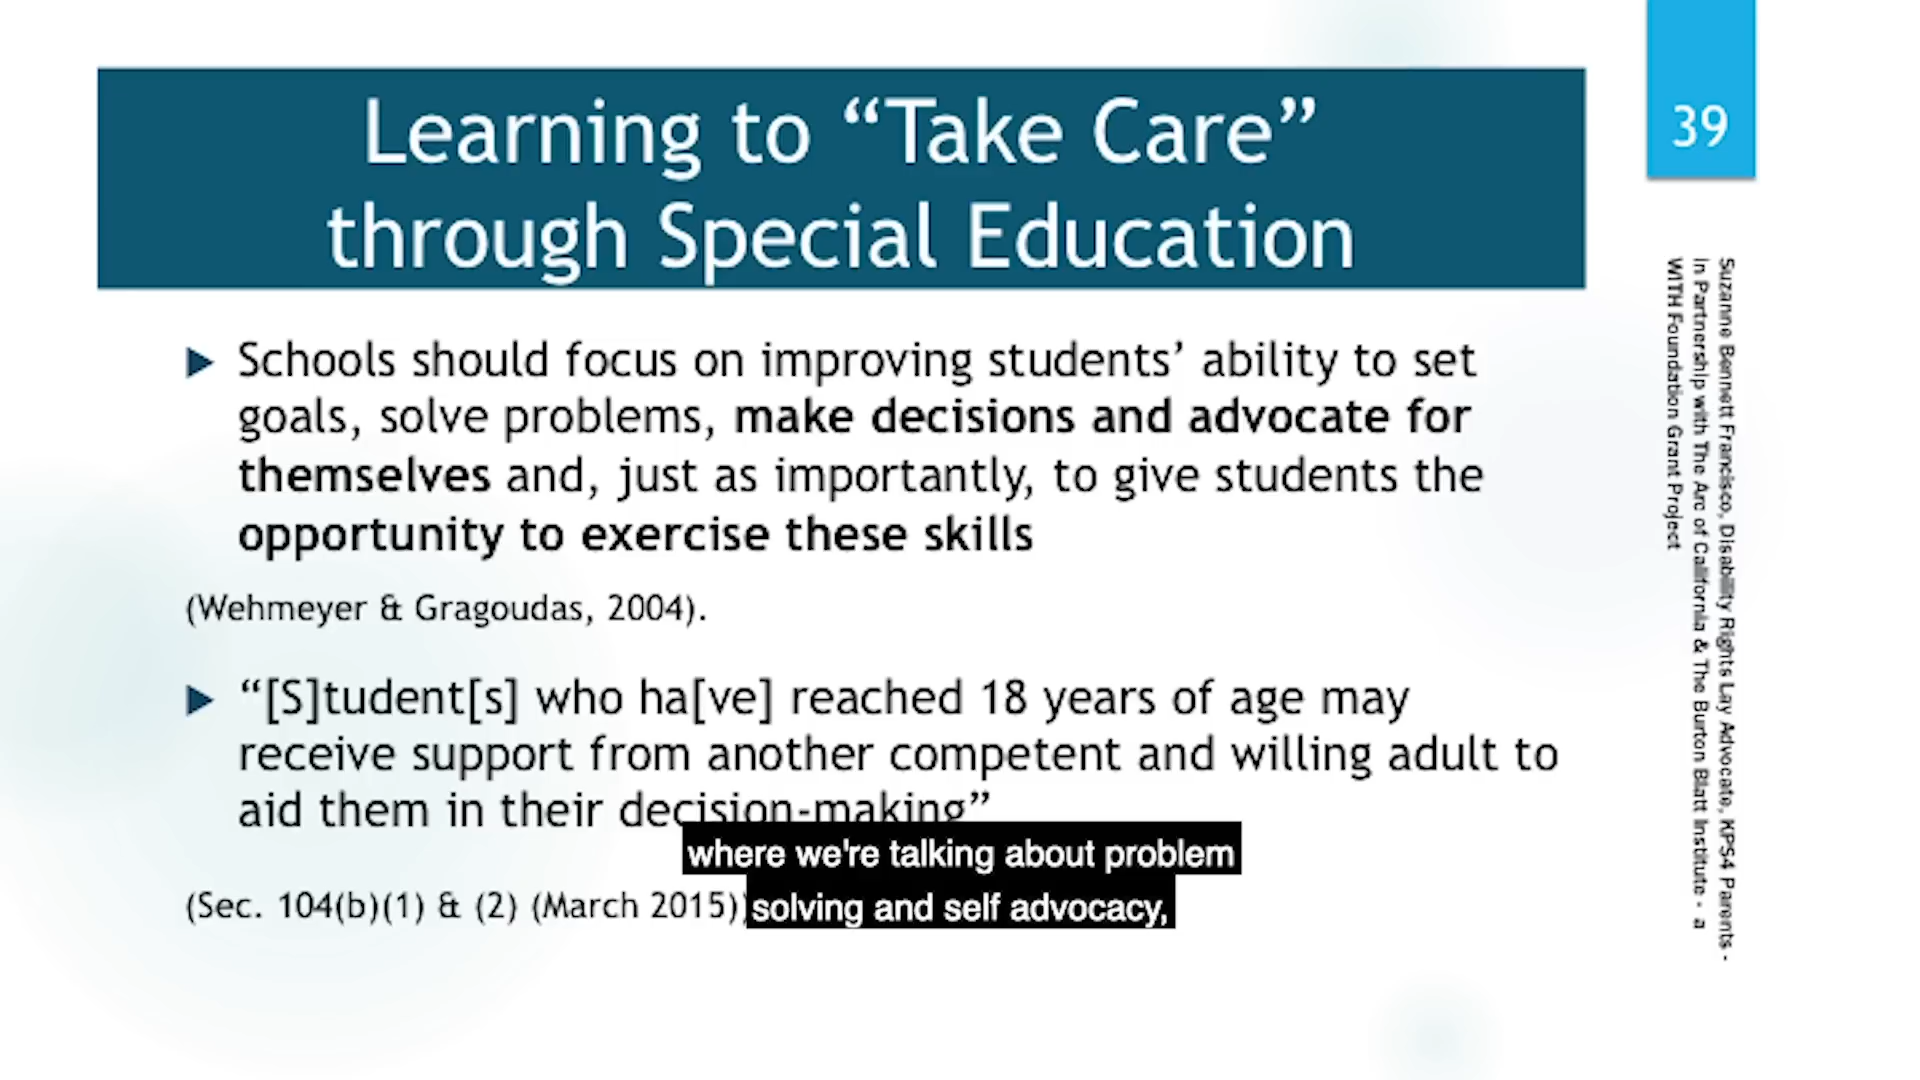 Learning to “Take Care”
through Special Education
39
Schools should focus on improving students’ ability to set
goals, solve problems, make decisions and advocate for
themselves and, just as importantly, to give students the
opportunity to exercise these skills
(Wehmeyer & Gragoudas, 2004).
“[S]tudent[s] who ha[ve] reached 18 years of age may
receive support from another competent and willing adult to
aid them in their decision-making”
(Sec. 104(b)(1) & (2) (March 2015))
where we're talking about problem
solving and self advocacy,
Suzanne Bennett Francisco, Disability Rights Lay Advocate, KPS4 Parents -
in Partnership with The Arc of California & The Burton Blatt Institute - a
WITH Foundation Grant Project